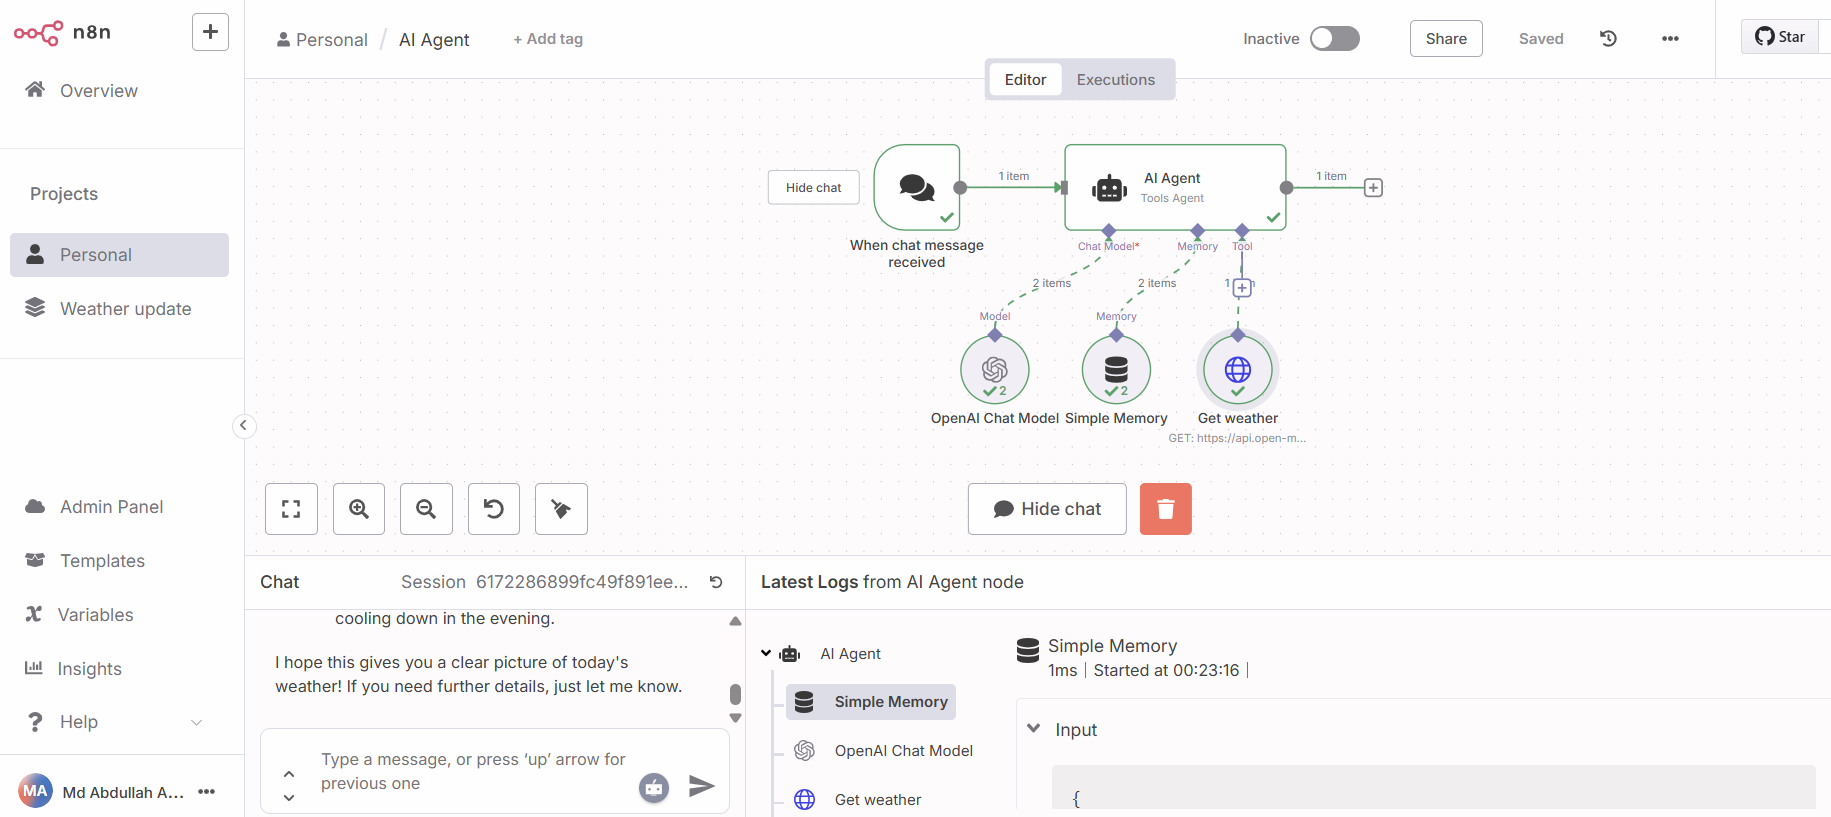 n8n
Overview
Projects
Personal
Weather update
Admin Panel
Templates
Variables
Insights
Help
MA
Md Abdullah A...
Personal / AI Agent
+ Add tag
Inactive
Share
Saved
Star
Editor
Executions
Hide chat
1 item
AI Agent
Tools Agent
1 item
When chat message
received
Chat Model*
Memory
Tool
2 items
2 items
Model
Memory
2
2
OpenAI Chat Model
Simple Memory
Get weather
GET: https://api.open-m...
Hide chat
Chat
Session 6172286899fc49f891ee...
cooling down in the evening.
I hope this gives you a clear picture of today's
weather! If you need further details, just let me know.
Type a message, or press ‘up’ arrow for
previous one
Latest Logs from AI Agent node
AI Agent
Simple Memory
OpenAI Chat Model
Get weather
Simple Memory
1ms | Started at 00:23:16 |
Input
{